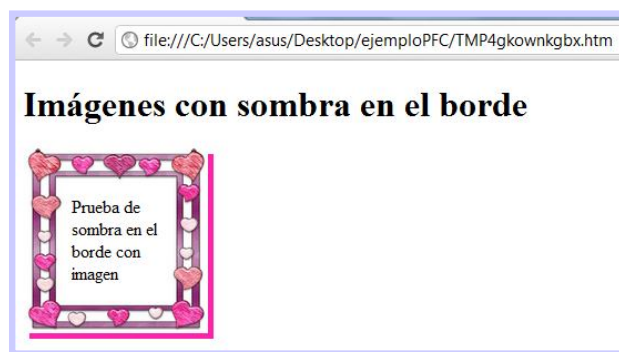 file:///C:/Users/asus/Desktop/ejemploPFC/TMP4gkownkgbx.htm
Imágenes con sombra en el borde
Prueba de
sombra en el
borde con
imagen